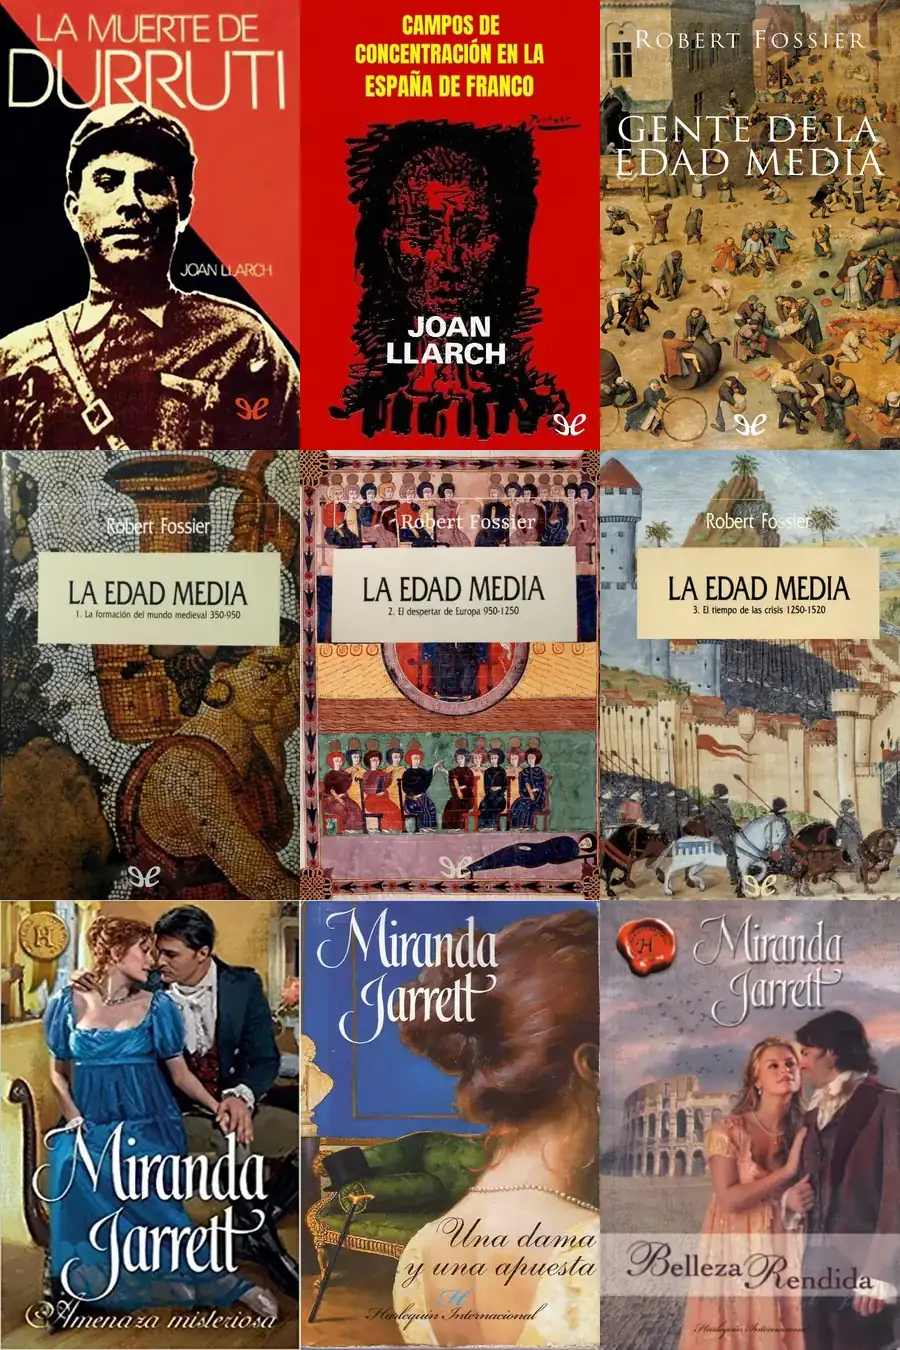 LA MUERTE DE
DURRUTI
JOAN LLARCH
CAMPOS DE
CONCENTRACIÓN EN LA
ESPAÑA DE FRANCO
JOAN
LLARCH
ROBERT FOSSIER
GENTE DE LA
EDAD MEDIA
Robert Fossier
LA EDAD MEDIA
1. La formación del mundo medieval 350-950
Robert Fossier
LA EDAD MEDIA
2. El despertar de Europa 950-1250
Robert Fossier
LA EDAD MEDIA
3. El tiempo de las crisis 1250-1520
H
Miranda
Jarrett
Amenaza misteriosa
Miranda
Jarrett
Una dama
y una apuesta
H
Harlequin Internacional
H
Miranda
Jarrett
Belleza Rendida
Harlequin Internacional